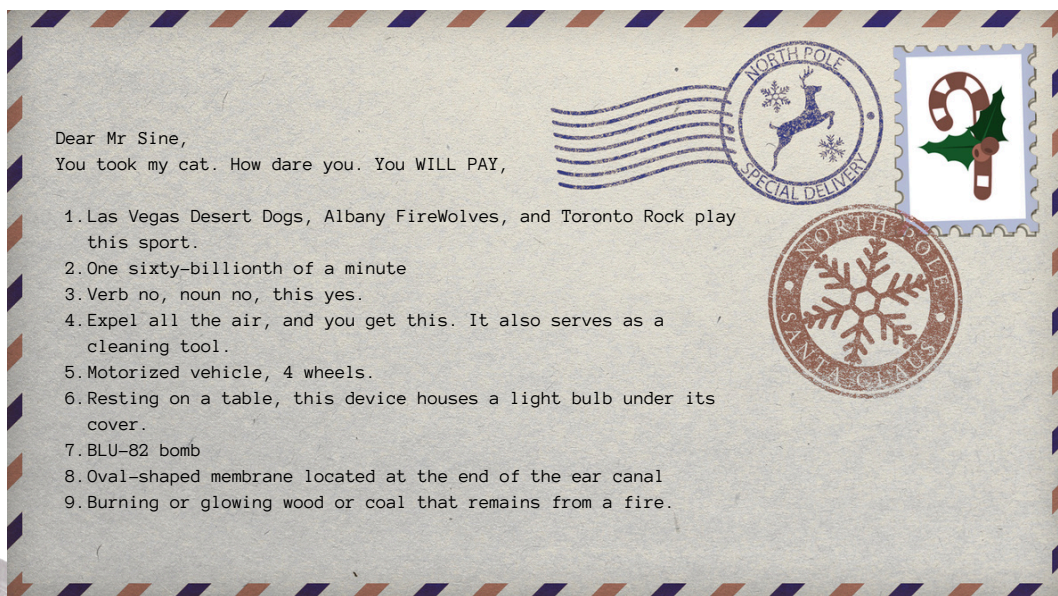 NORTH POLE
SPECIAL DELIVERY
Dear Mr Sine,
You took my cat. How dare you. You WILL PAY,
1. Las Vegas Desert Dogs, Albany FireWolves, and Toronto Rock play
this sport.
2. One sixty-billionth of a minute
3. Verb no, noun no, this yes.
4. Expel all the air, and you get this. It also serves as a
cleaning tool.
5. Motorized vehicle, 4 wheels.
6. Resting on a table, this device houses a light bulb under its
cover.
7. BLU-82 bomb
8. Oval-shaped membrane located at the end of the ear canal
9. Burning or glowing wood or coal that remains from a fire.
NORTH POLE
SANTA CLAUS